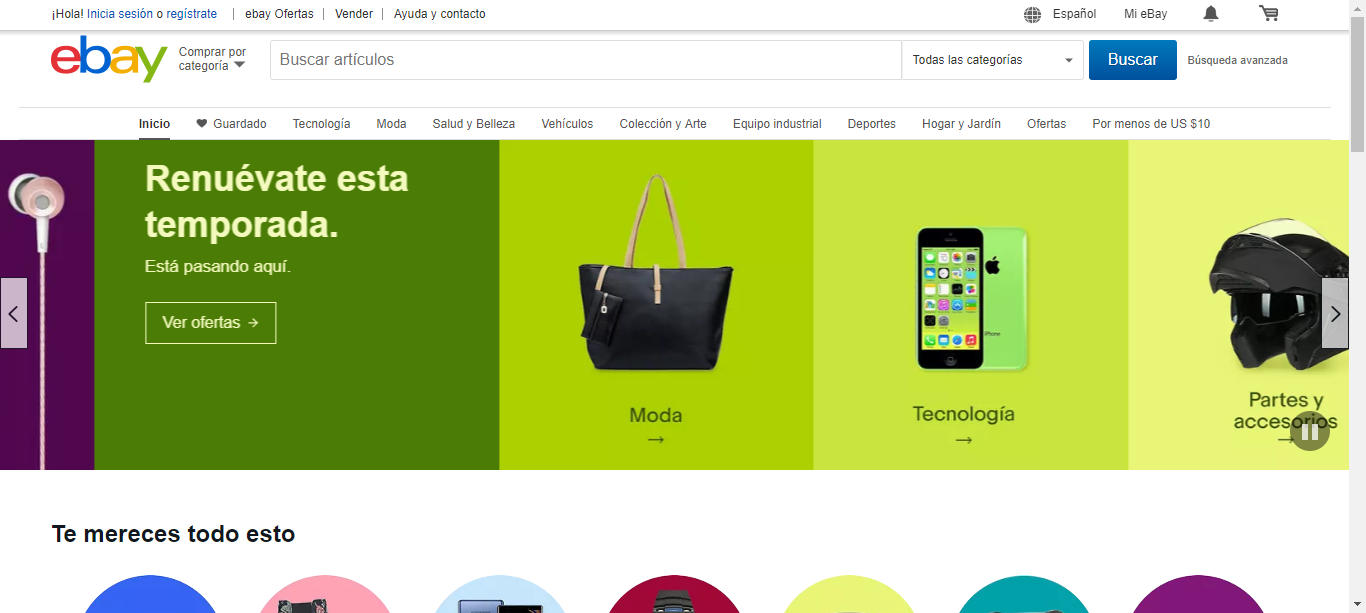 ¡Hola! Inicia sesión o regístrate | ebay Ofertas | Vender | Ayuda y contacto
Español Mi eBay
ebay
Comprar por
categoría
Buscar artículos
Todas las categorías
Buscar
Búsqueda avanzada
Inicio Guardado Tecnología Moda Salud y Belleza Vehículos Colección y Arte Equipo industrial Deportes Hogar y Jardín Ofertas Por menos de US $10
Renuévate esta
temporada.
Está pasando aquí.
Ver ofertas →
Moda
→
Tecnología
→
iPhone
Partes y
accesorios
→
Te mereces todo esto